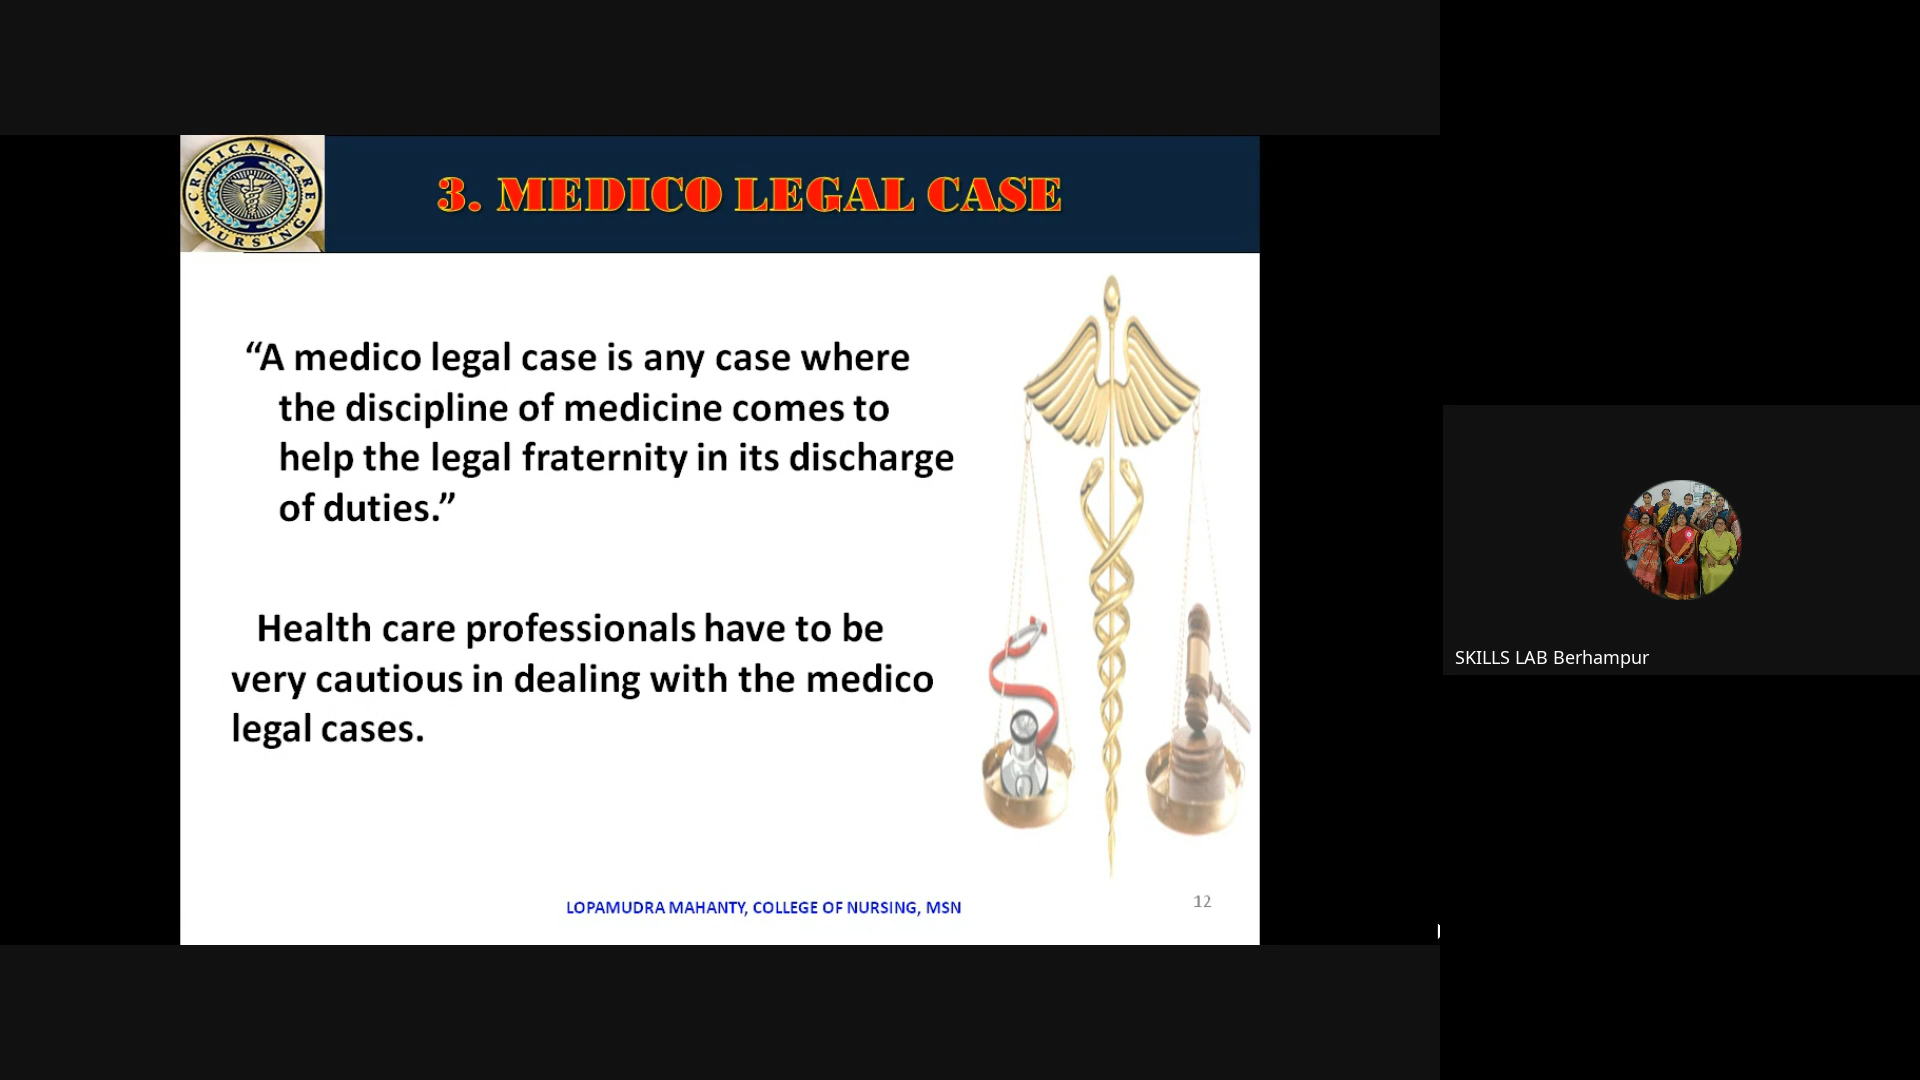 CRITICAL CARE
NURSING
3. MEDICO LEGAL CASE
“A medico legal case is any case where
the discipline of medicine comes to
help the legal fraternity in its discharge
of duties.”
Health care professionals have to be
very cautious in dealing with the medico
legal cases.
LOPAMUDRA MAHANTY, COLLEGE OF NURSING, MSN
12
SKILLS LAB Berhampur